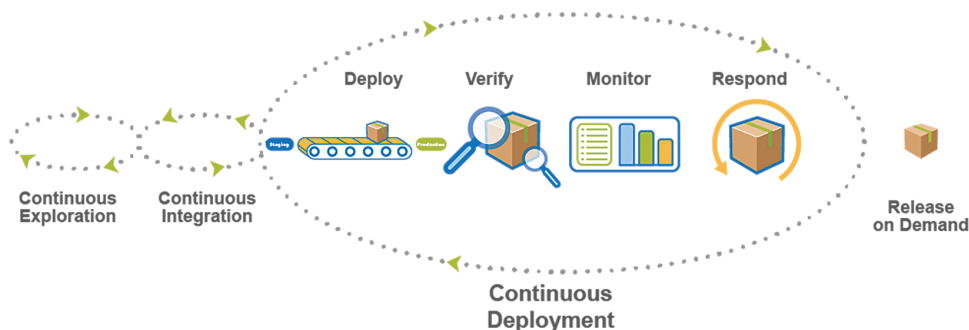 Deploy
Verify
Monitor
Respond
Staging
Production
Continuous
Exploration
Continuous
Integration
Release
on Demand
Continuous
Deployment